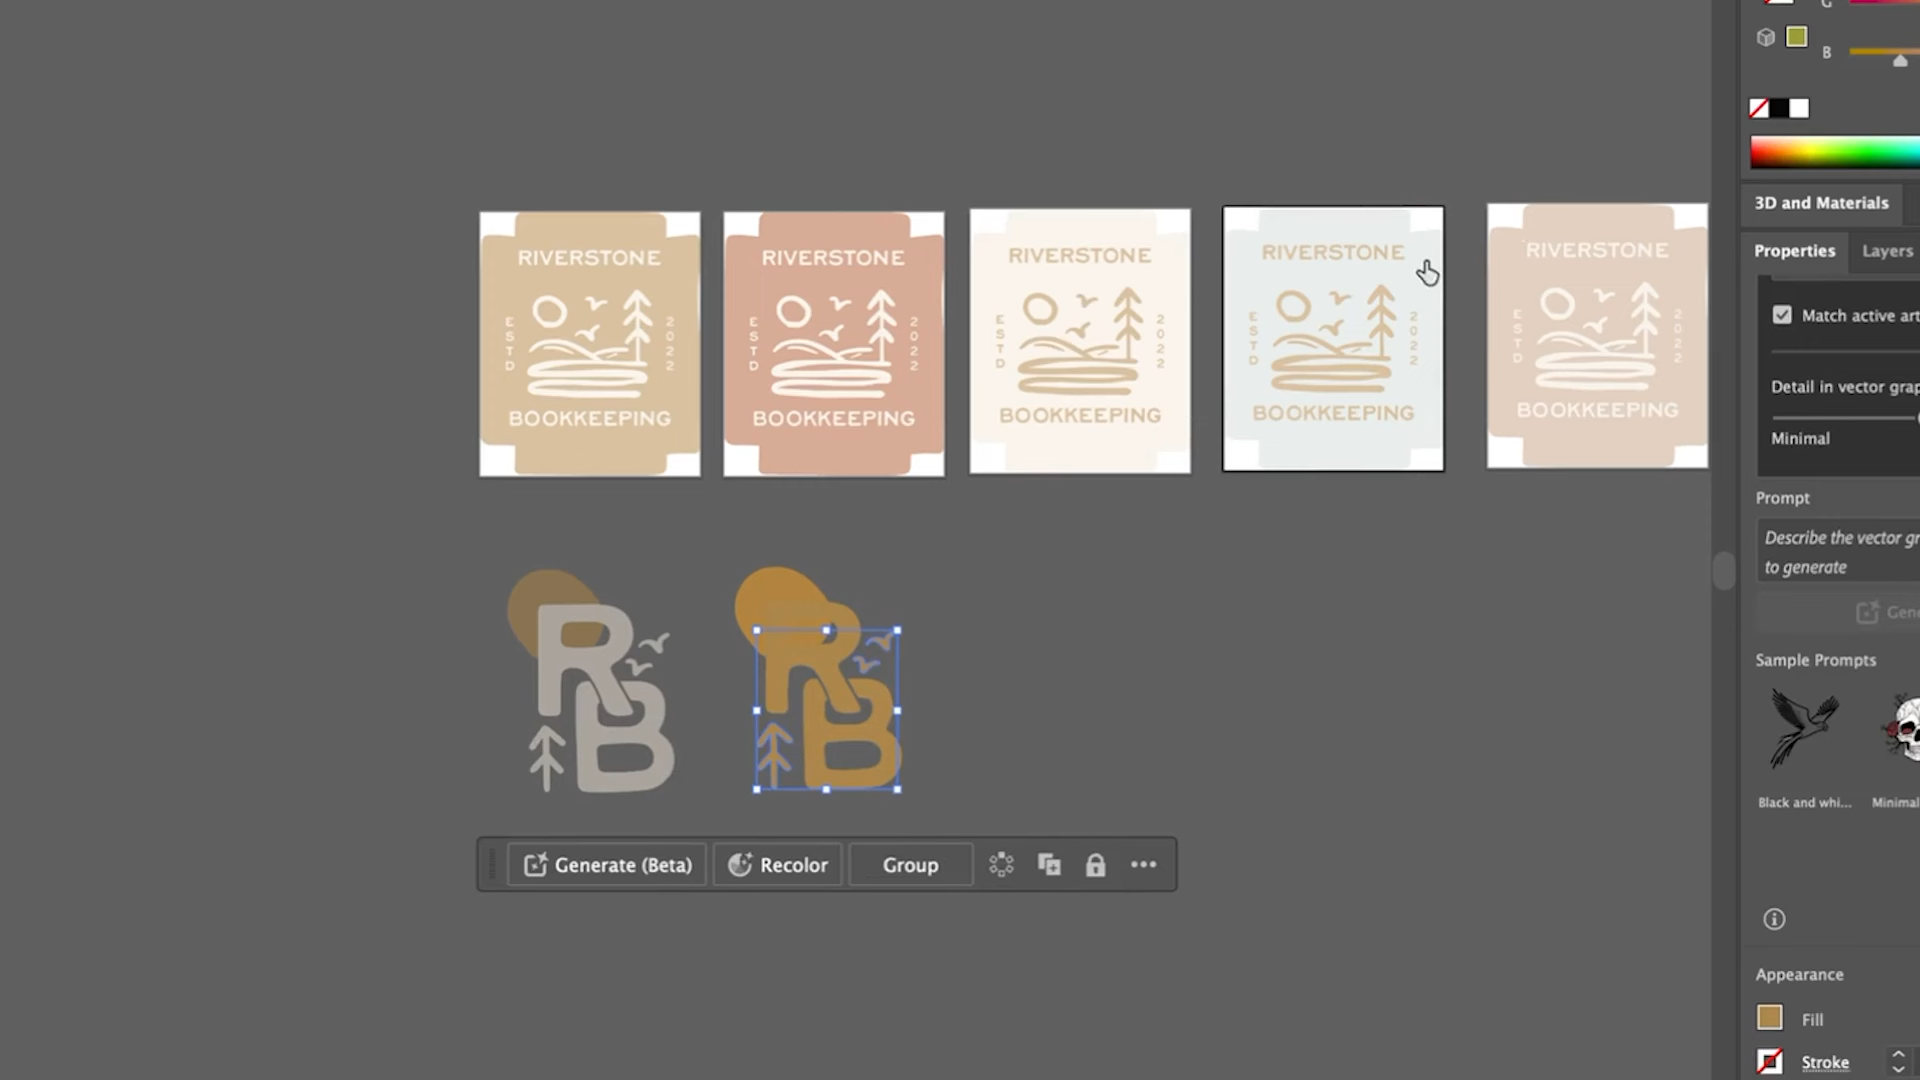 G
B
3D and Materials
Properties Layers
Match active art
Detail in vector grap
Minimal
Prompt
Describe the vector gr
to generate
Gene
Sample Prompts
Black and whi... Minimal
Appearance
Fill
Stroke
RIVERSTONE
ESTD
2022
BOOKKEEPING
RIVERSTONE
ESTD
2022
BOOKKEEPING
RIVERSTONE
ESTD
2022
BOOKKEEPING
RIVERSTONE
ESTD
2022
BOOKKEEPING
RIVERSTONE
ESTD
2022
BOOKKEEPING
RB
RB
Generate (Beta) Recolor Group